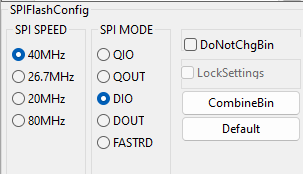 SPIFlashConfig
SPI SPEED
40MHz
26.7MHz
20MHz
80MHz
SPI MODE
QIO
QOUT
DIO
DOUT
FASTRD
DoNotChgBin
LockSettings
CombineBin
Default